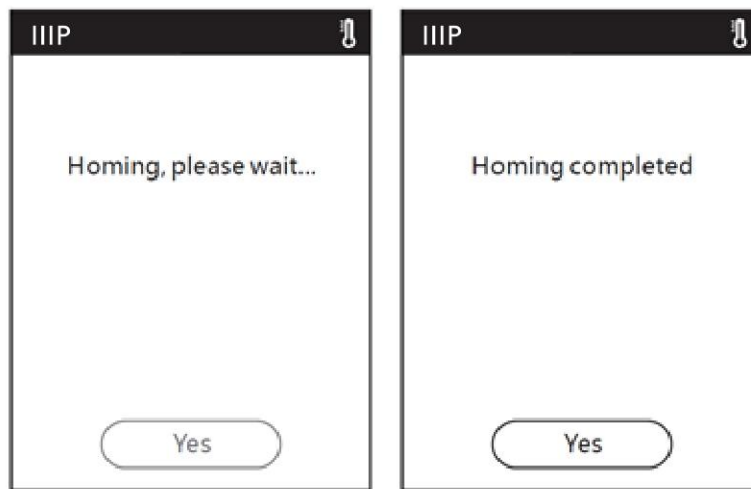 IIIP
Homing, please wait...
Yes
IIIP
Homing completed
Yes